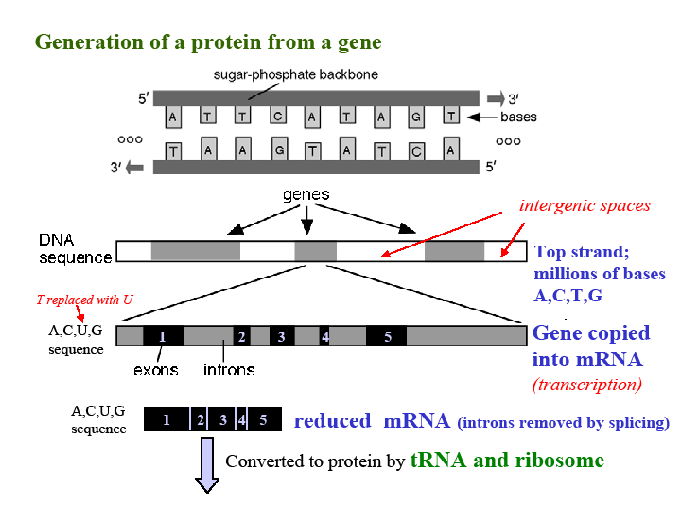 Generation of a protein from a gene
sugar-phosphate backbone
5' 3'
A T T C A T A G T bases
ooo ooo
T A A G T A T C A
3' 5'
genes
intergenic spaces
DNA
sequence
Top strand;
millions of bases
A,C,T,G
T replaced with U
A,C,U,G
sequence
1 2 3 4 5
Gene copied
into mRNA
(transcription)
exons introns
A,C,U,G
sequence
1 2 3 4 5
reduced mRNA (introns removed by splicing)
Converted to protein by tRNA and ribosome